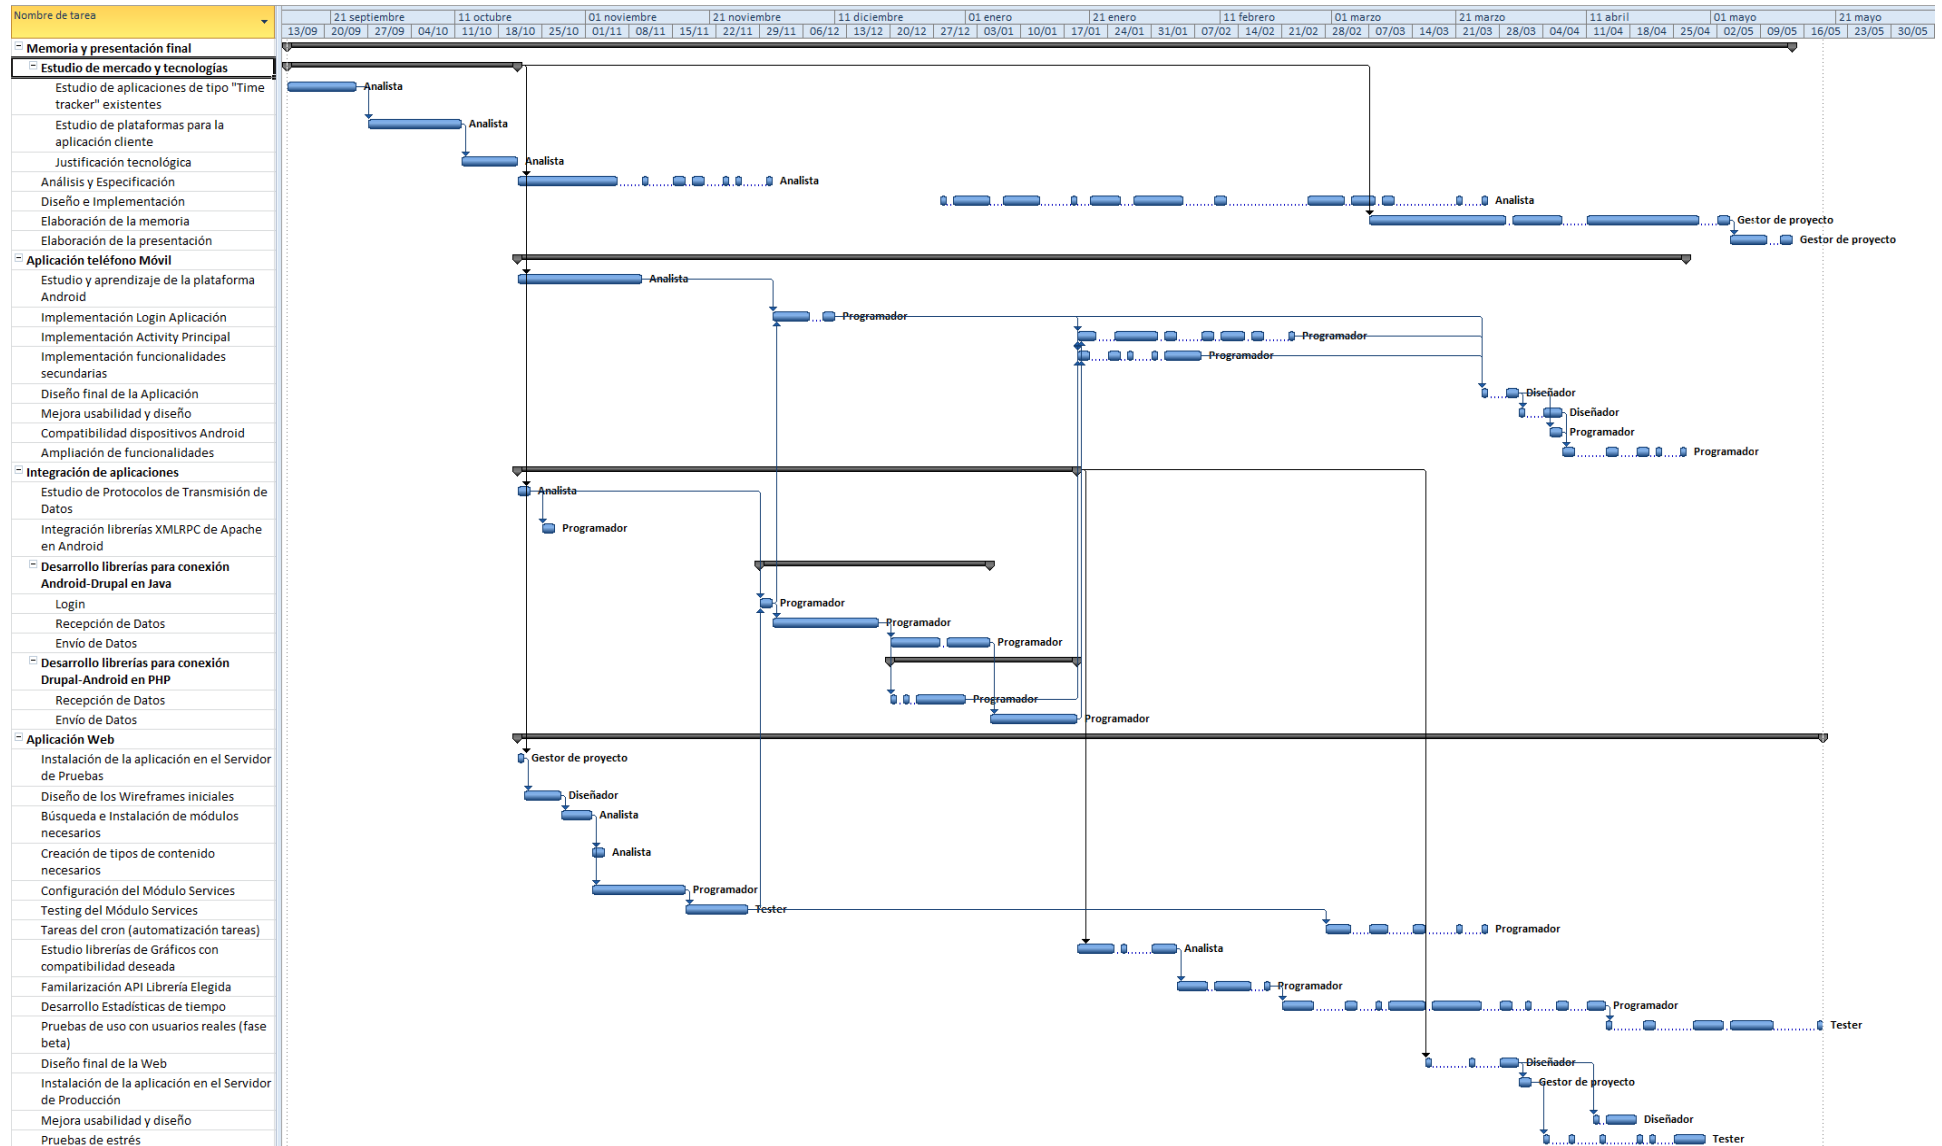 Nombre de tarea
21 septiembre 11 octubre 01 noviembre 21 noviembre 11 diciembre 01 enero 21 enero 11 febrero 01 marzo 21 marzo 11 abril 01 mayo 21 mayo
13/09 20/09 27/09 04/10 11/10 18/10 25/10 01/11 08/11 15/11 22/11 29/11 06/12 13/12 20/12 27/12 03/01 10/01 17/01 24/01 31/01 07/02 14/02 21/02 28/02 07/03 14/03 21/03 28/03 04/04 11/04 18/04 25/04 02/05 09/05 16/05 23/05 30/05
Memoria y presentación final
Estudio de mercado y tecnologías
Estudio de aplicaciones de tipo "Time
tracker" existentes
Analista
Estudio de plataformas para la
aplicación cliente
Analista
Justificación tecnológica
Analista
Análisis y Especificación
Analista
Diseño e Implementación
Analista
Elaboración de la memoria
Gestor de proyecto
Elaboración de la presentación
Gestor de proyecto
Aplicación teléfono Móvil
Estudio y aprendizaje de la plataforma
Android
Analista
Implementación Login Aplicación
Programador
Implementación Activity Principal
Programador
Implementación funcionalidades
secundarias
Programador
Diseño final de la Aplicación
Diseñador
Mejora usabilidad y diseño
Diseñador
Compatibilidad dispositivos Android
Programador
Ampliación de funcionalidades
Programador
Integración de aplicaciones
Estudio de Protocolos de Transmisión de
Datos
Analista
Integración librerías XMLRPC de Apache
en Android
Programador
Desarrollo librerías para conexión
Android-Drupal en Java
Login
Programador
Recepción de Datos
Programador
Envío de Datos
Programador
Desarrollo librerías para conexión
Drupal-Android en PHP
Recepción de Datos
Programador
Envío de Datos
Programador
Aplicación Web
Instalación de la aplicación en el Servidor
de Pruebas
Gestor de proyecto
Diseño de los Wireframes iniciales
Diseñador
Búsqueda e Instalación de módulos
necesarios
Analista
Creación de tipos de contenido
necesarios
Analista
Configuración del Módulo Services
Programador
Testing del Módulo Services
Tester
Tareas del cron (automatización tareas)
Programador
Estudio librerías de Gráficos con
compatibilidad deseada
Analista
Familarización API Librería Elegida
Programador
Desarrollo Estadísticas de tiempo
Programador
Pruebas de uso con usuarios reales (fase
beta)
Tester
Diseño final de la Web
Diseñador
Instalación de la aplicación en el Servidor
de Producción
Gestor de proyecto
Mejora usabilidad y diseño
Diseñador
Pruebas de estrés
Tester